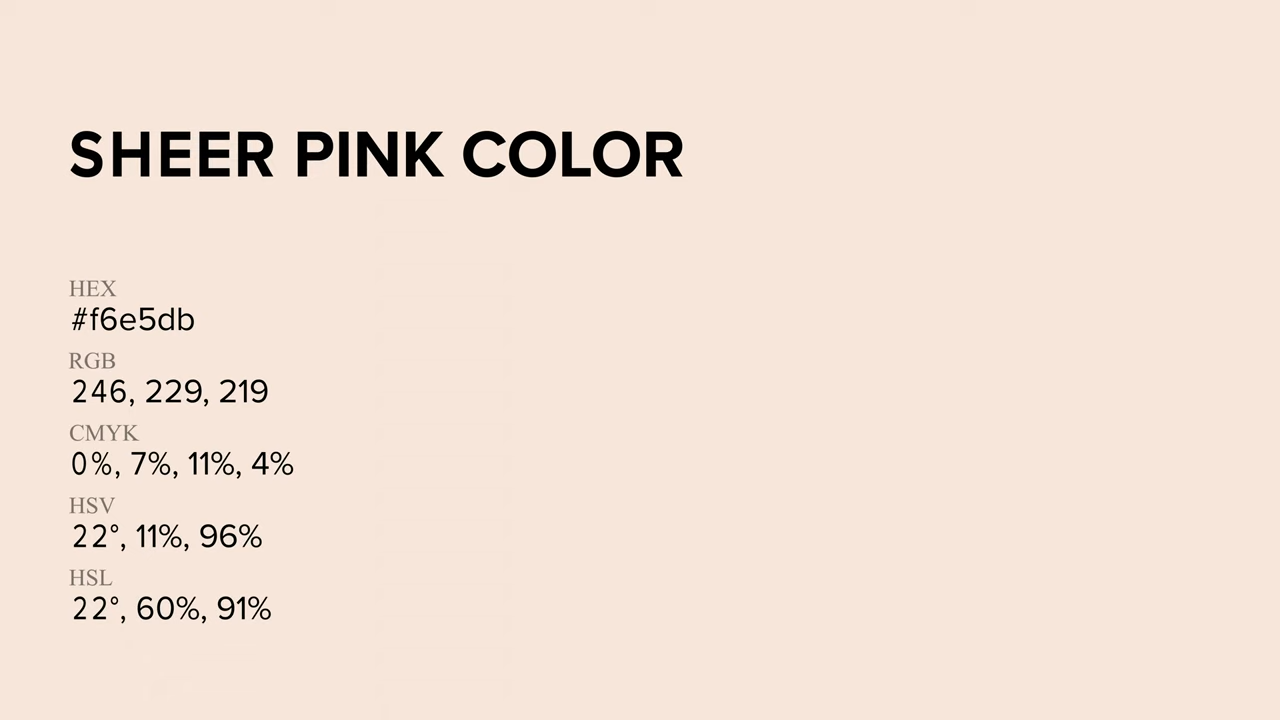 SHEER PINK COLOR
HEX
#f6e5db
RGB
246, 229, 219
CMYK
0%, 7%, 11%, 4%
HSV
22°, 11%, 96%
HSL
22°, 60%, 91%